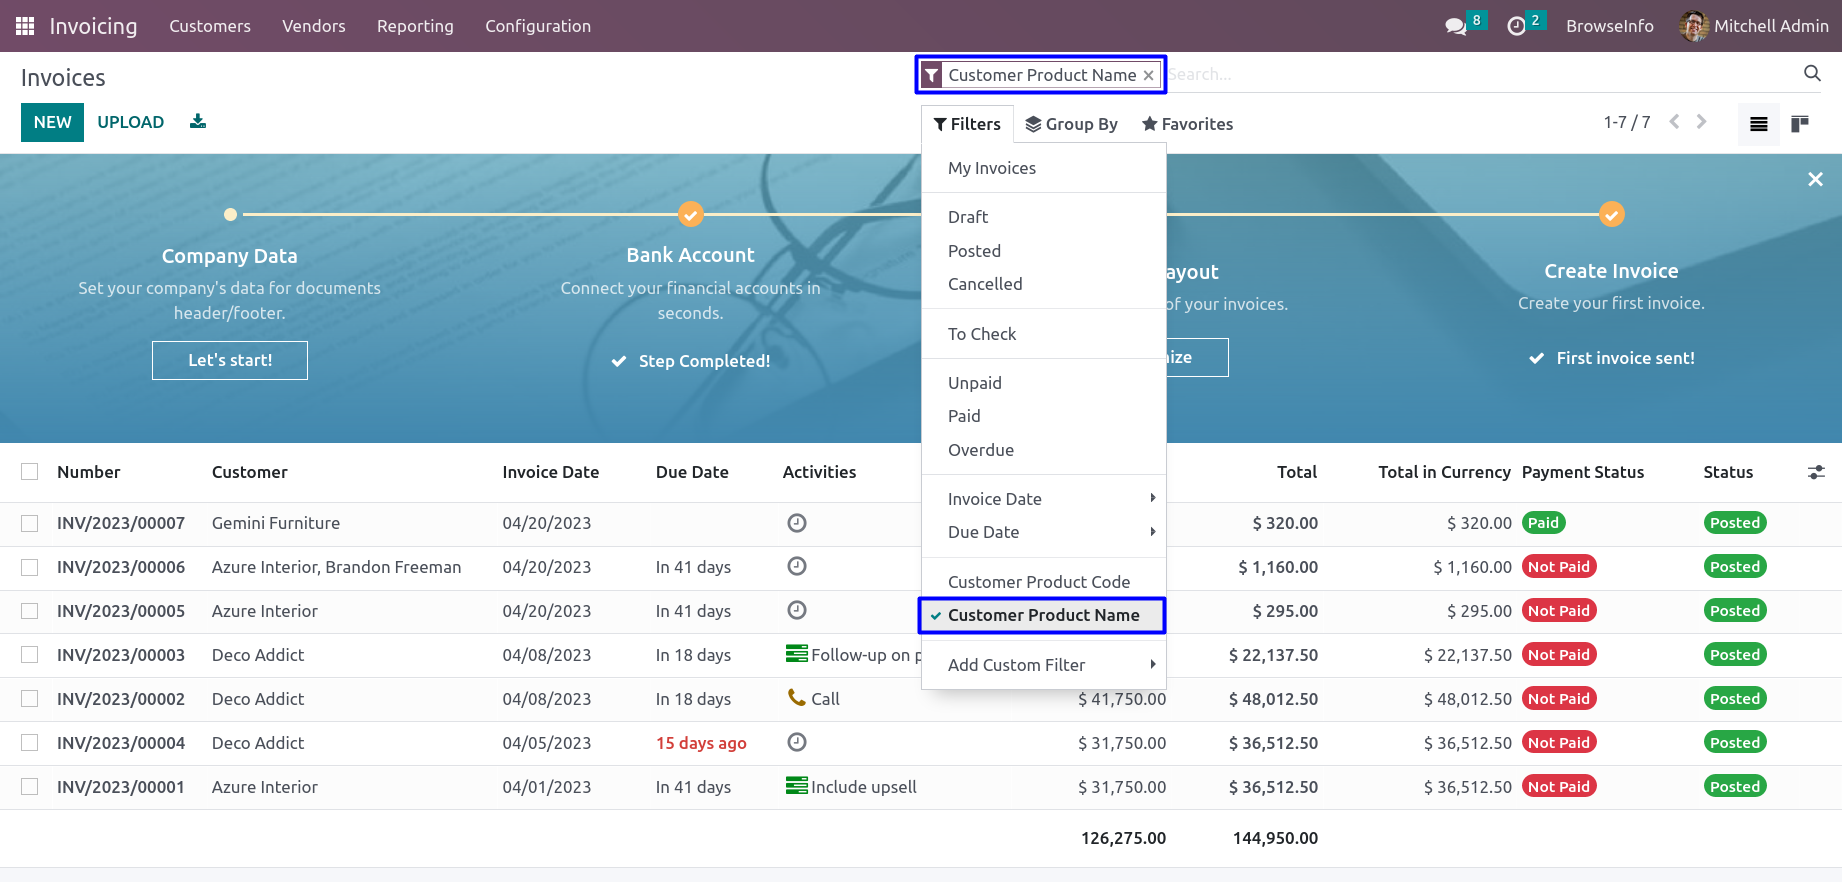 Invoicing Customers Vendors Reporting Configuration 8 2 BrowseInfo Mitchell Admin
Invoices
Customer Product Name × Search...
NEW UPLOAD
Filters Group By Favorites
1-7 / 7
My Invoices
Draft
Posted
Cancelled
To Check
Unpaid
Paid
Overdue
Invoice Date
Due Date
Customer Product Code
Customer Product Name
Add Custom Filter
Company Data
Set your company's data for documents
header/footer.
Let's start!
Bank Account
Connect your financial accounts in
seconds.
Step Completed!
ayout
of your invoices.
ize
Create Invoice
Create your first invoice.
First invoice sent!
Number Customer Invoice Date Due Date Activities Total Total in Currency Payment Status Status
INV/2023/00007 Gemini Furniture 04/20/2023 $ 320.00 $ 320.00 Paid Posted
INV/2023/00006 Azure Interior, Brandon Freeman 04/20/2023 In 41 days $ 1,160.00 $ 1,160.00 Not Paid Posted
INV/2023/00005 Azure Interior 04/20/2023 In 41 days $ 295.00 $ 295.00 Not Paid Posted
INV/2023/00003 Deco Addict 04/08/2023 In 18 days Follow-up on p $ 22,137.50 $ 22,137.50 Not Paid Posted
INV/2023/00002 Deco Addict 04/08/2023 In 18 days Call $ 41,750.00 $ 48,012.50 $ 48,012.50 Not Paid Posted
INV/2023/00004 Deco Addict 04/05/2023 15 days ago $ 31,750.00 $ 36,512.50 $ 36,512.50 Not Paid Posted
INV/2023/00001 Azure Interior 04/01/2023 In 41 days Include upsell $ 31,750.00 $ 36,512.50 $ 36,512.50 Not Paid Posted
126,275.00 144,950.00